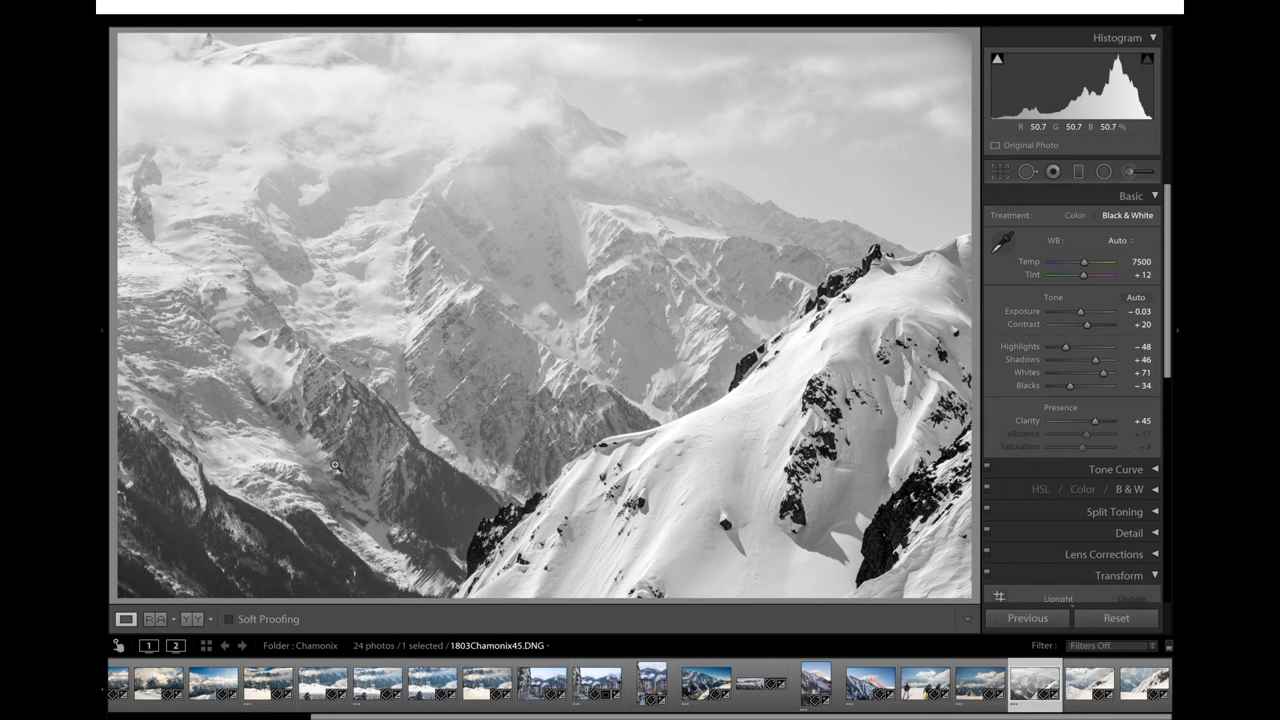 Histogram
R 50.7 G 50.7 B 50.7 %
Original Photo
Basic
Treatment : Color Black & White
WB : Auto
Temp 7500
Tint + 12
Tone Auto
Exposure − 0.03
Contrast + 20
Highlights − 48
Shadows + 46
Whites + 71
Blacks − 34
Presence
Clarity + 45
Vibrance + 17
Saturation − 4
Tone Curve
HSL / Color / B & W
Split Toning
Detail
Lens Corrections
Transform
Upright Update
Previous Reset
R A Y Y Soft Proofing
1 2 Folder : Chamonix 24 photos / 1 selected / 1803Chamonix45.DNG Filter : Filters Off